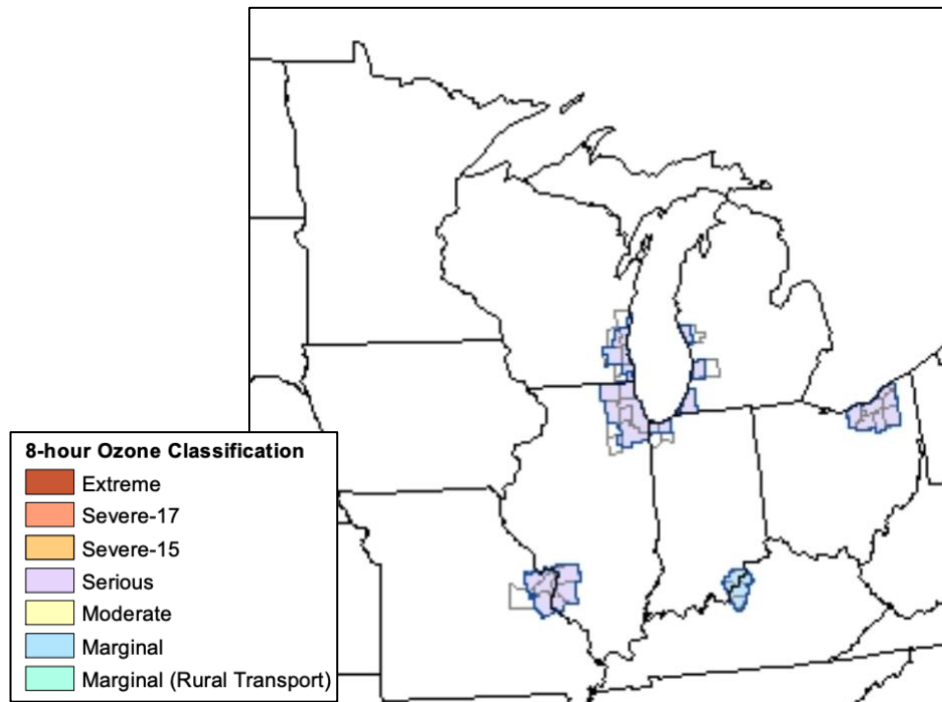 8-hour Ozone Classification
Extreme
Severe-17
Severe-15
Serious
Moderate
Marginal
Marginal (Rural Transport)